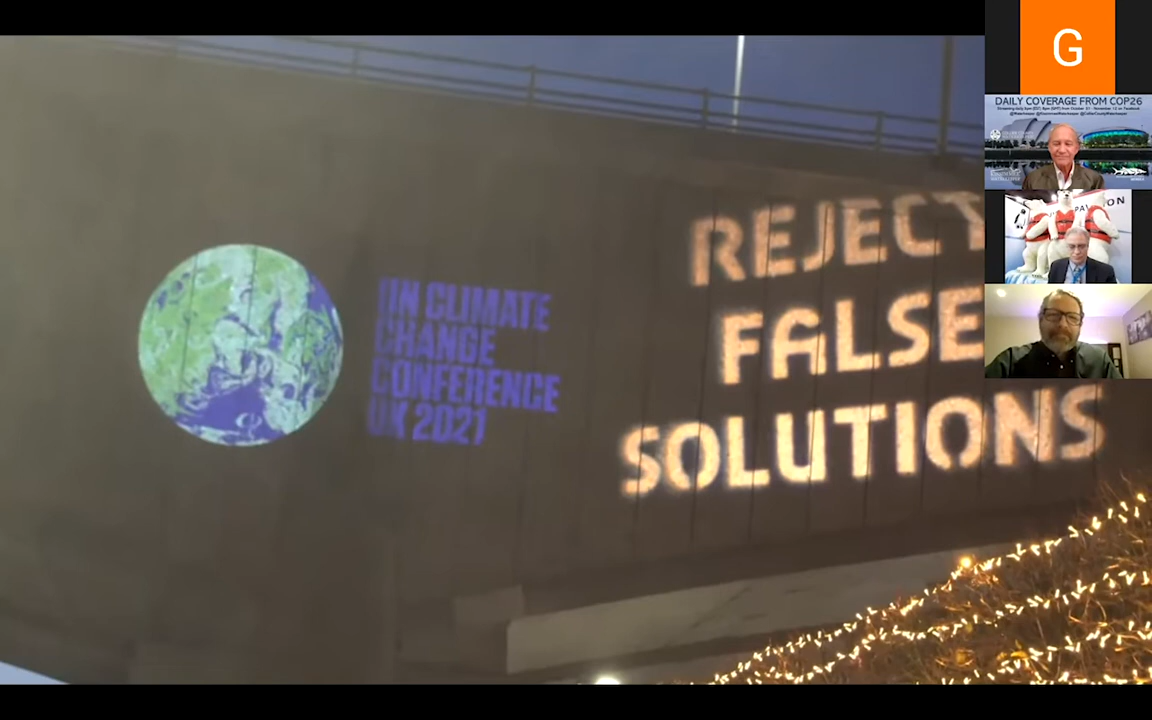 UN CLIMATE
CHANGE
CONFERENCE
UK 2021
REJECT
FALSE
SOLUTIONS
G
DAILY COVERAGE FROM COP26